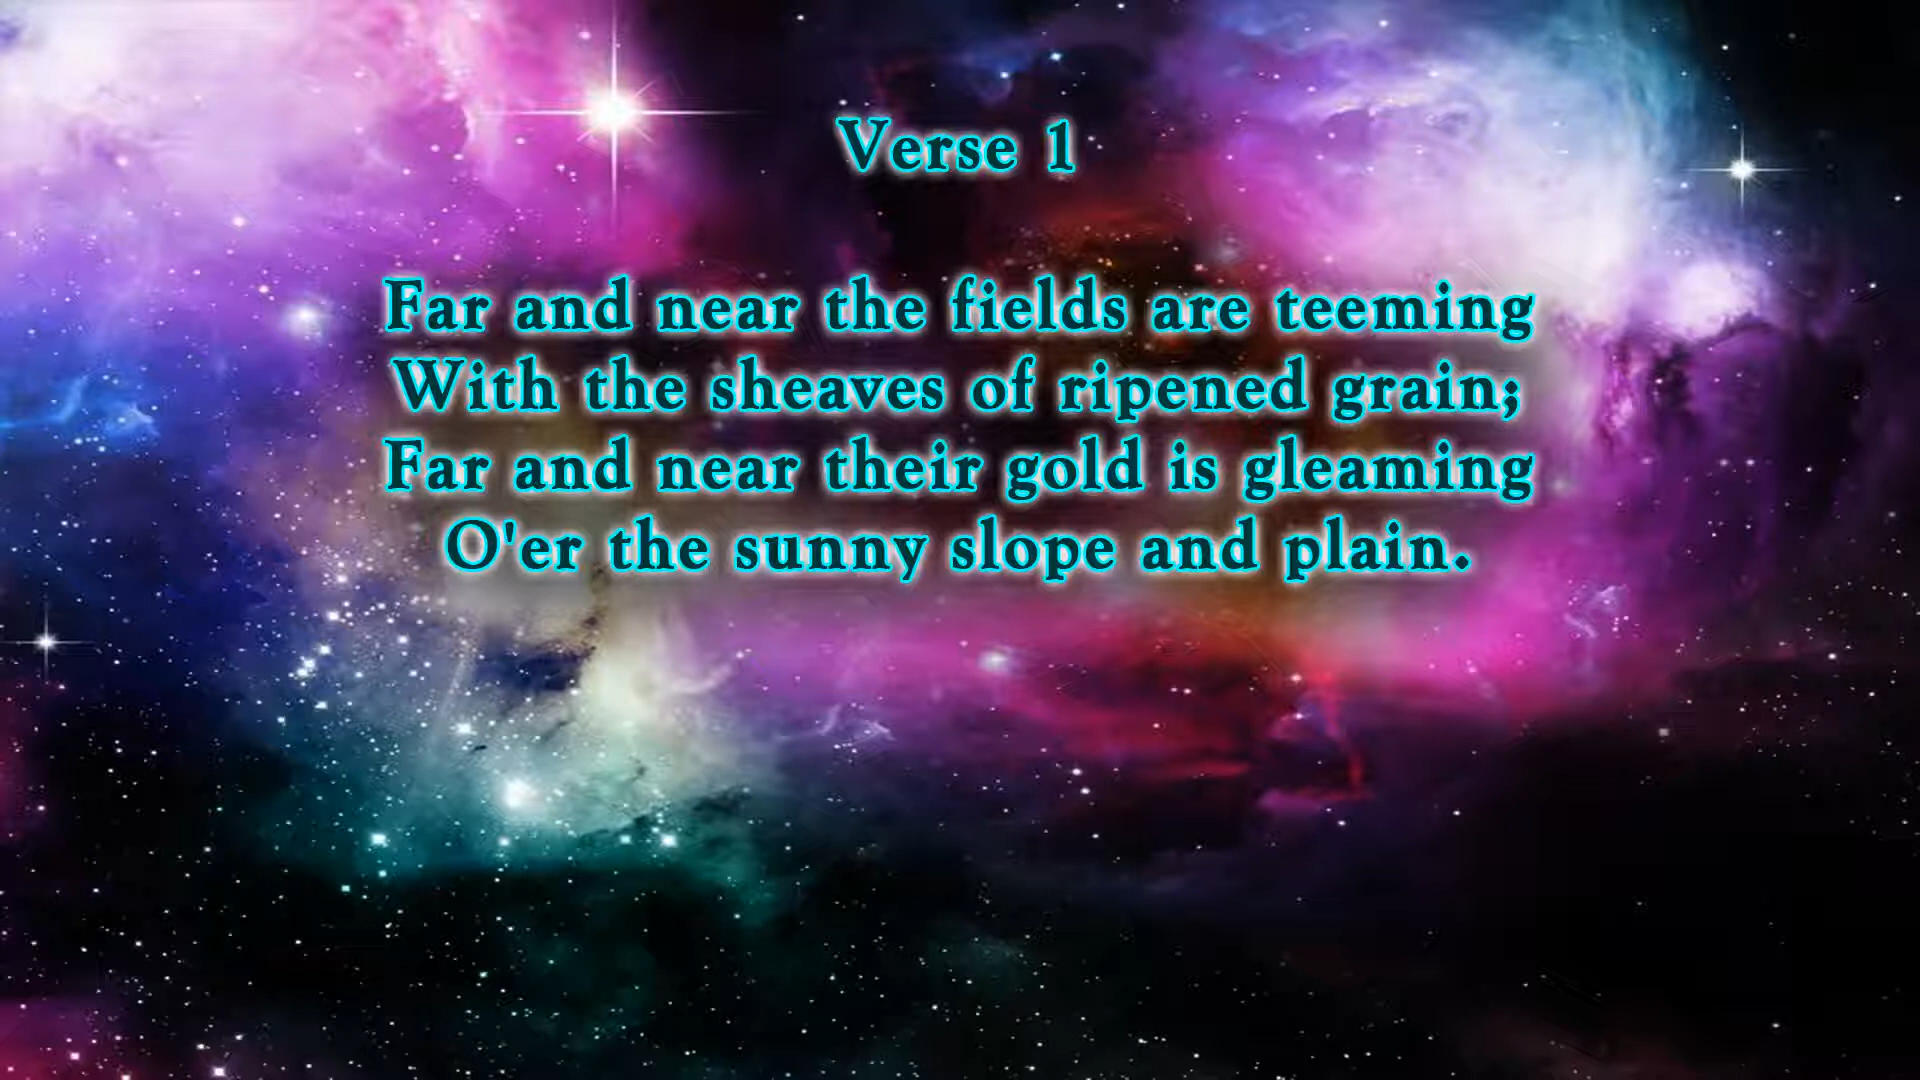 Verse 1
Far and near the fields are teeming
With the sheaves of ripened grain;
Far and near their gold is gleaming
O'er the sunny slope and plain.